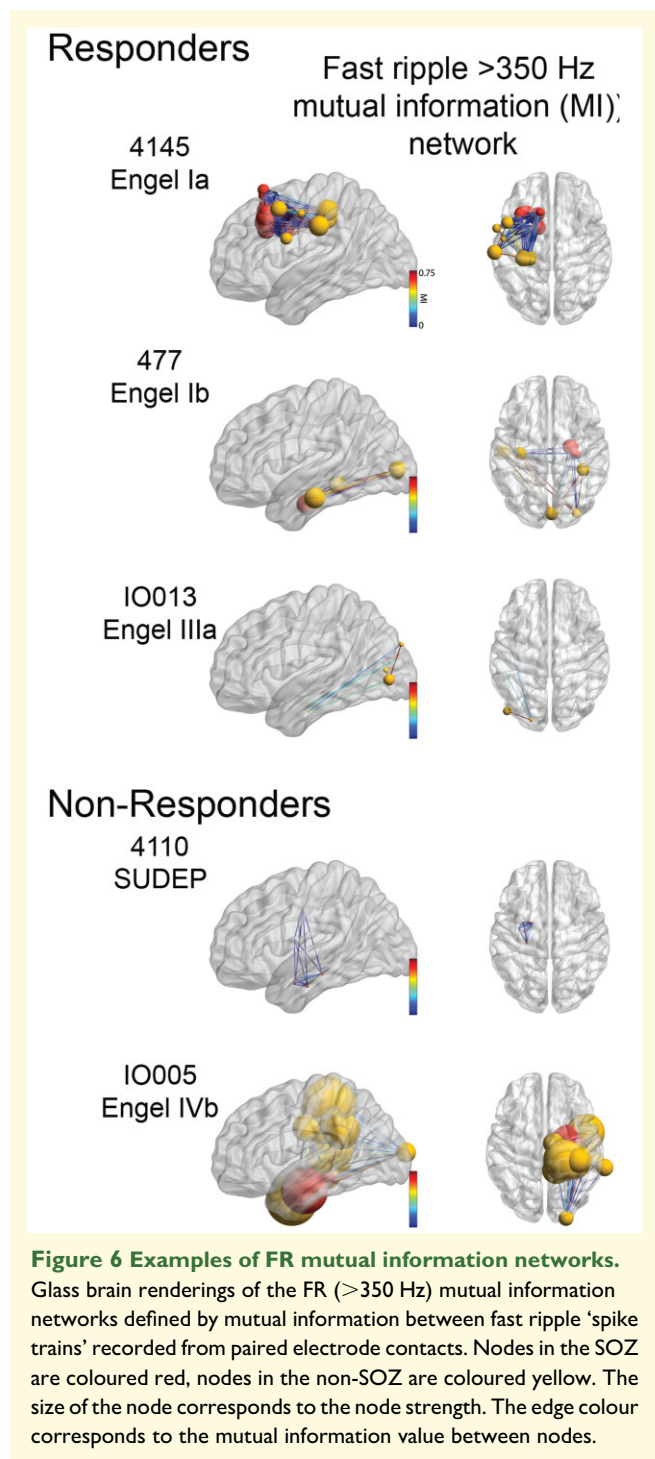 Responders
Fast ripple >350 Hz
mutual information (MI))
network
4145
Engel Ia
0.75
MI
0
477
Engel Ib
IO013
Engel IIIa
Non-Responders
4110
SUDEP
IO005
Engel IVb
Figure 6 Examples of FR mutual information networks.
Glass brain renderings of the FR (>350 Hz) mutual information
networks defined by mutual information between fast ripple ‘spike
trains’ recorded from paired electrode contacts. Nodes in the SOZ
are coloured red, nodes in the non-SOZ are coloured yellow. The
size of the node corresponds to the node strength. The edge colour
corresponds to the mutual information value between nodes.